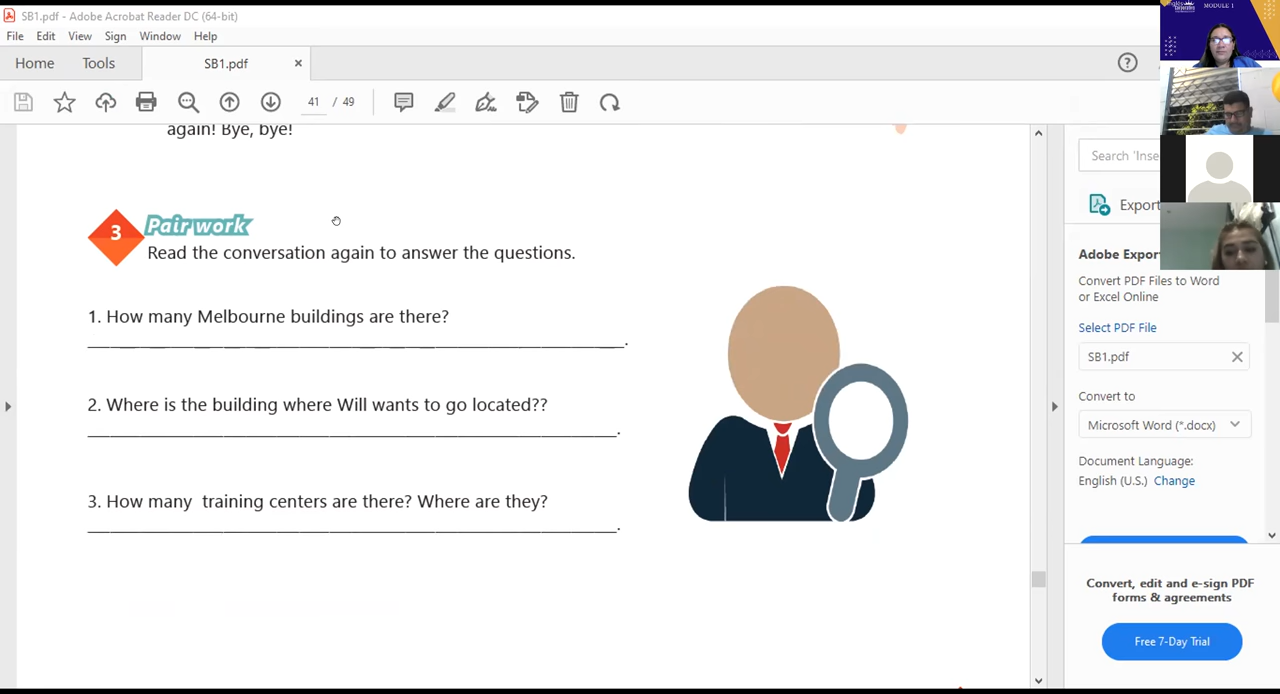 SB1.pdf - Adobe Acrobat Reader DC (64-bit)
File Edit View Sign Window Help
Home Tools SB1.pdf
41 / 49
again! Bye, bye!
3
Pair work
Read the conversation again to answer the questions.
1. How many Melbourne buildings are there?
2. Where is the building where Will wants to go located??
3. How many training centers are there? Where are they?
MODULE 1
Search 'Inse
Export
Adobe Export
Convert PDF Files to Word
or Excel Online
Select PDF File
SB1.pdf
Convert to
Microsoft Word (*.docx)
Document Language:
English (U.S.) Change
Convert, edit and e-sign PDF
forms & agreements
Free 7-Day Trial